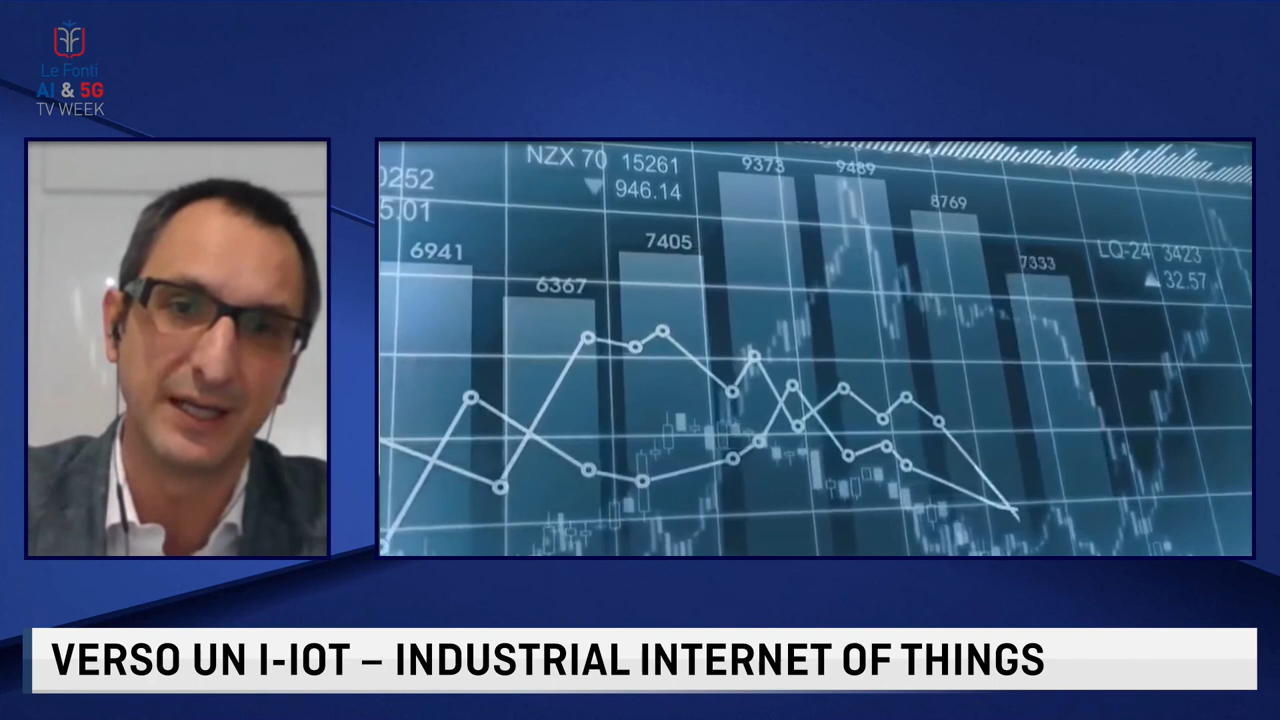 Le Fonti
AI & 5G
TV WEEK
0252
5.01
NZX 70 15261
946.14
6941
6367
7405
9373
9489
8769
7333
LQ-24 3423
32.57
VERSO UN I-IOT – INDUSTRIAL INTERNET OF THINGS